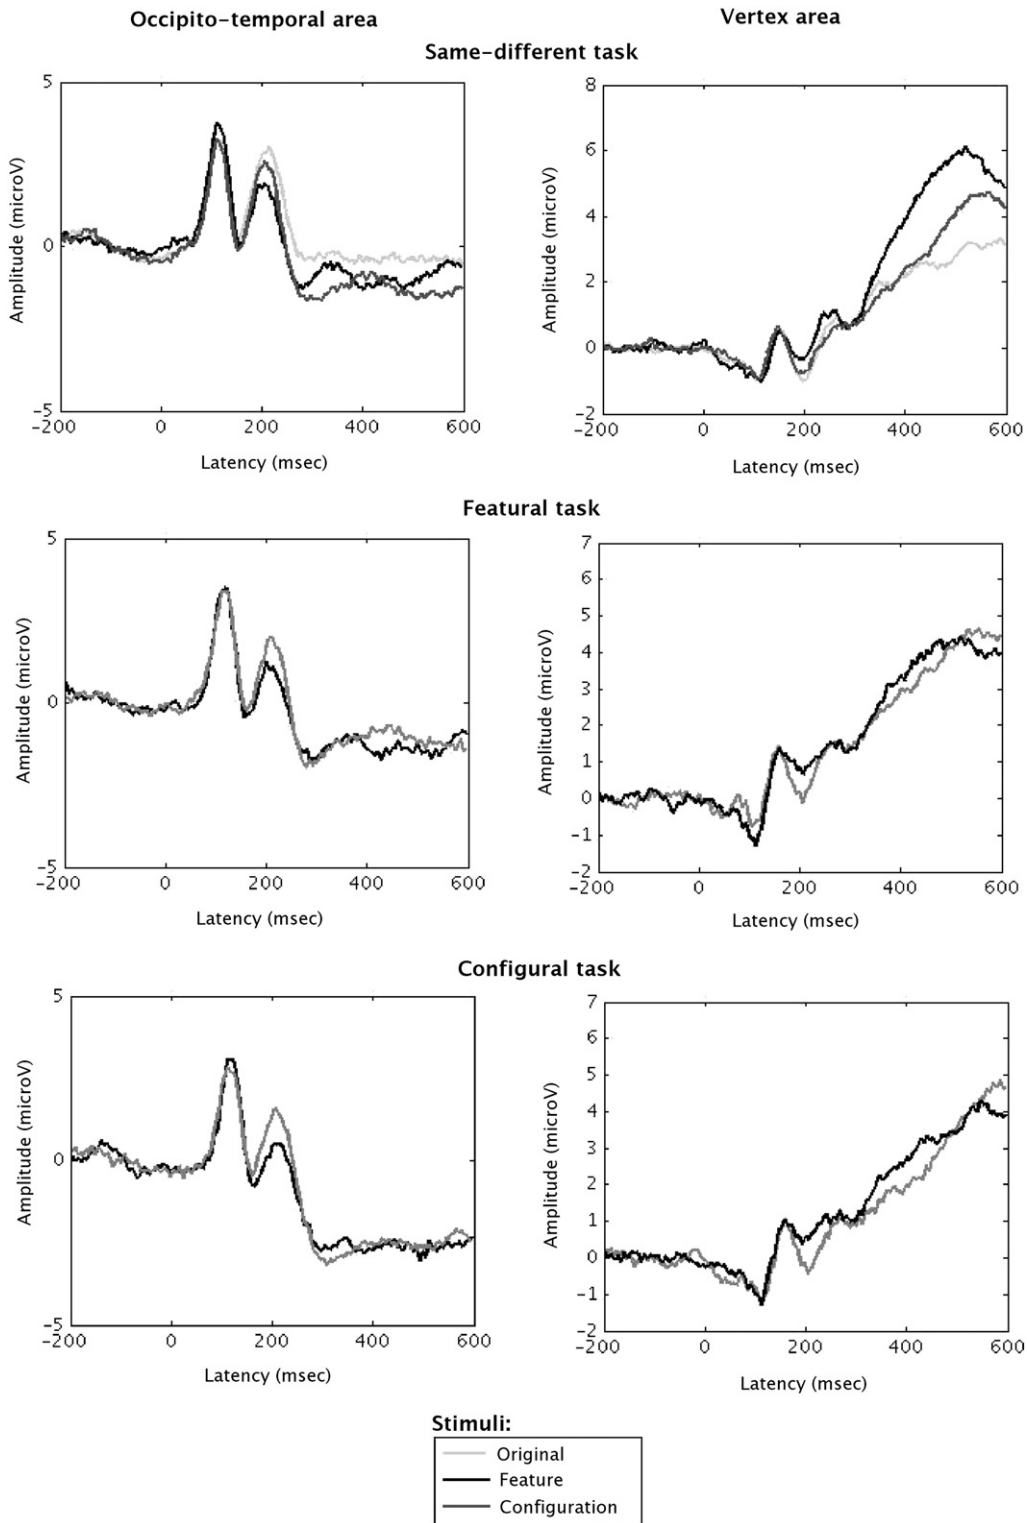 Occipito-temporal area
Vertex area
Same-different task
5
0
-5
-200 0 200 400 600
Amplitude (microV)
Latency (msec)
8
6
4
2
0
-2
-200 0 200 400 600
Amplitude (microV)
Latency (msec)
Featural task
5
0
-5
-200 0 200 400 600
Amplitude (microV)
Latency (msec)
7
6
5
4
3
2
1
0
-1
-2
-200 0 200 400 600
Amplitude (microV)
Latency (msec)
Configural task
5
0
-5
-200 0 200 400 600
Amplitude (microV)
Latency (msec)
7
6
5
4
3
2
1
0
-1
-2
-200 0 200 400 600
Amplitude (microV)
Latency (msec)
Stimuli:
Original
Feature
Configuration